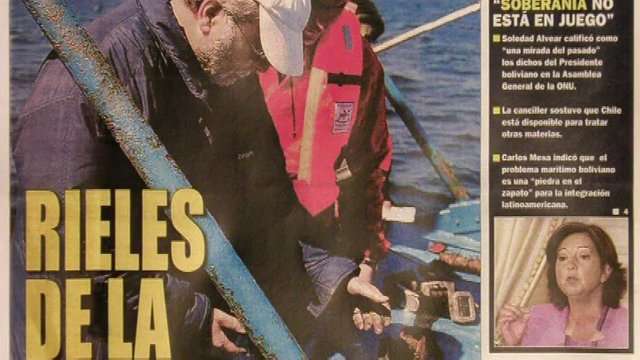 "SOBERANÍA NO
ESTÁ EN JUEGO"
Soledad Alvear calificó como
"una mirada del pasado"
los dichos del Presidente
boliviano en la Asamblea
General de la ONU.
La canciller sostuvo que Chile
está disponible para tratar
otras materias.
Carlos Mesa indicó que el
problema marítimo boliviano
es una "piedra en el
zapato" para la integración
latinoamericana.
4
RIELES
DE LA